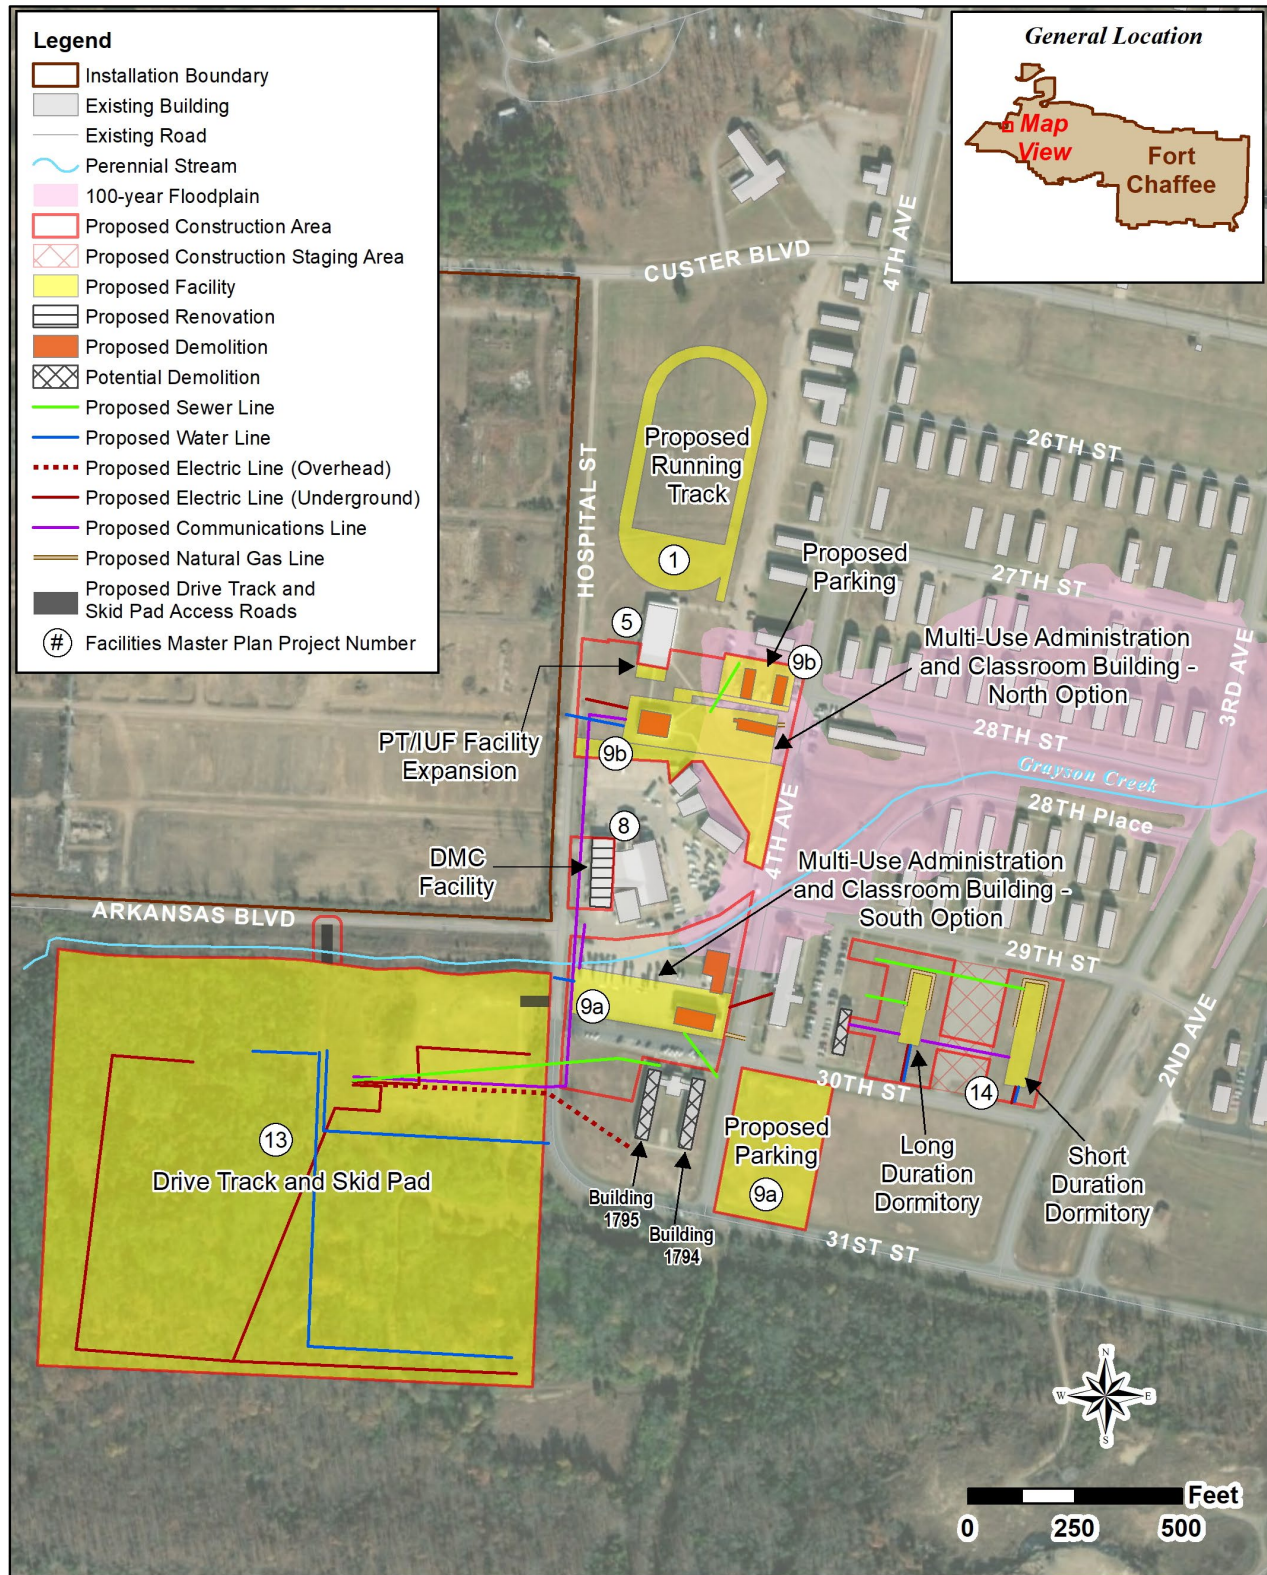 Legend
Installation Boundary
Existing Building
Existing Road
Perennial Stream
100-year Floodplain
Proposed Construction Area
Proposed Construction Staging Area
Proposed Facility
Proposed Renovation
Proposed Demolition
Potential Demolition
Proposed Sewer Line
Proposed Water Line
Proposed Electric Line (Overhead)
Proposed Electric Line (Underground)
Proposed Communications Line
Proposed Natural Gas Line
Proposed Drive Track and
Skid Pad Access Roads
# Facilities Master Plan Project Number
General Location
Map
View
Fort
Chaffee
CUSTER BLVD
4TH AVE
HOSPITAL ST
26TH ST
Proposed
Running
Track
1
27TH ST
Proposed
Parking
5
9b
Multi-Use Administration
and Classroom Building -
North Option
3RD AVE
PT/IUF Facility
Expansion
9b
28TH ST
Grayson Creek
28TH Place
8
DMC
Facility
4TH AVE
Multi-Use Administration
and Classroom Building -
South Option
ARKANSAS BLVD
29TH ST
9a
2ND AVE
30TH ST
14
13
Drive Track and Skid Pad
Proposed
Parking
9a
Long
Duration
Dormitory
Short
Duration
Dormitory
Building
1795
Building
1794
31ST ST
N
W
E
S
Feet
0
250
500